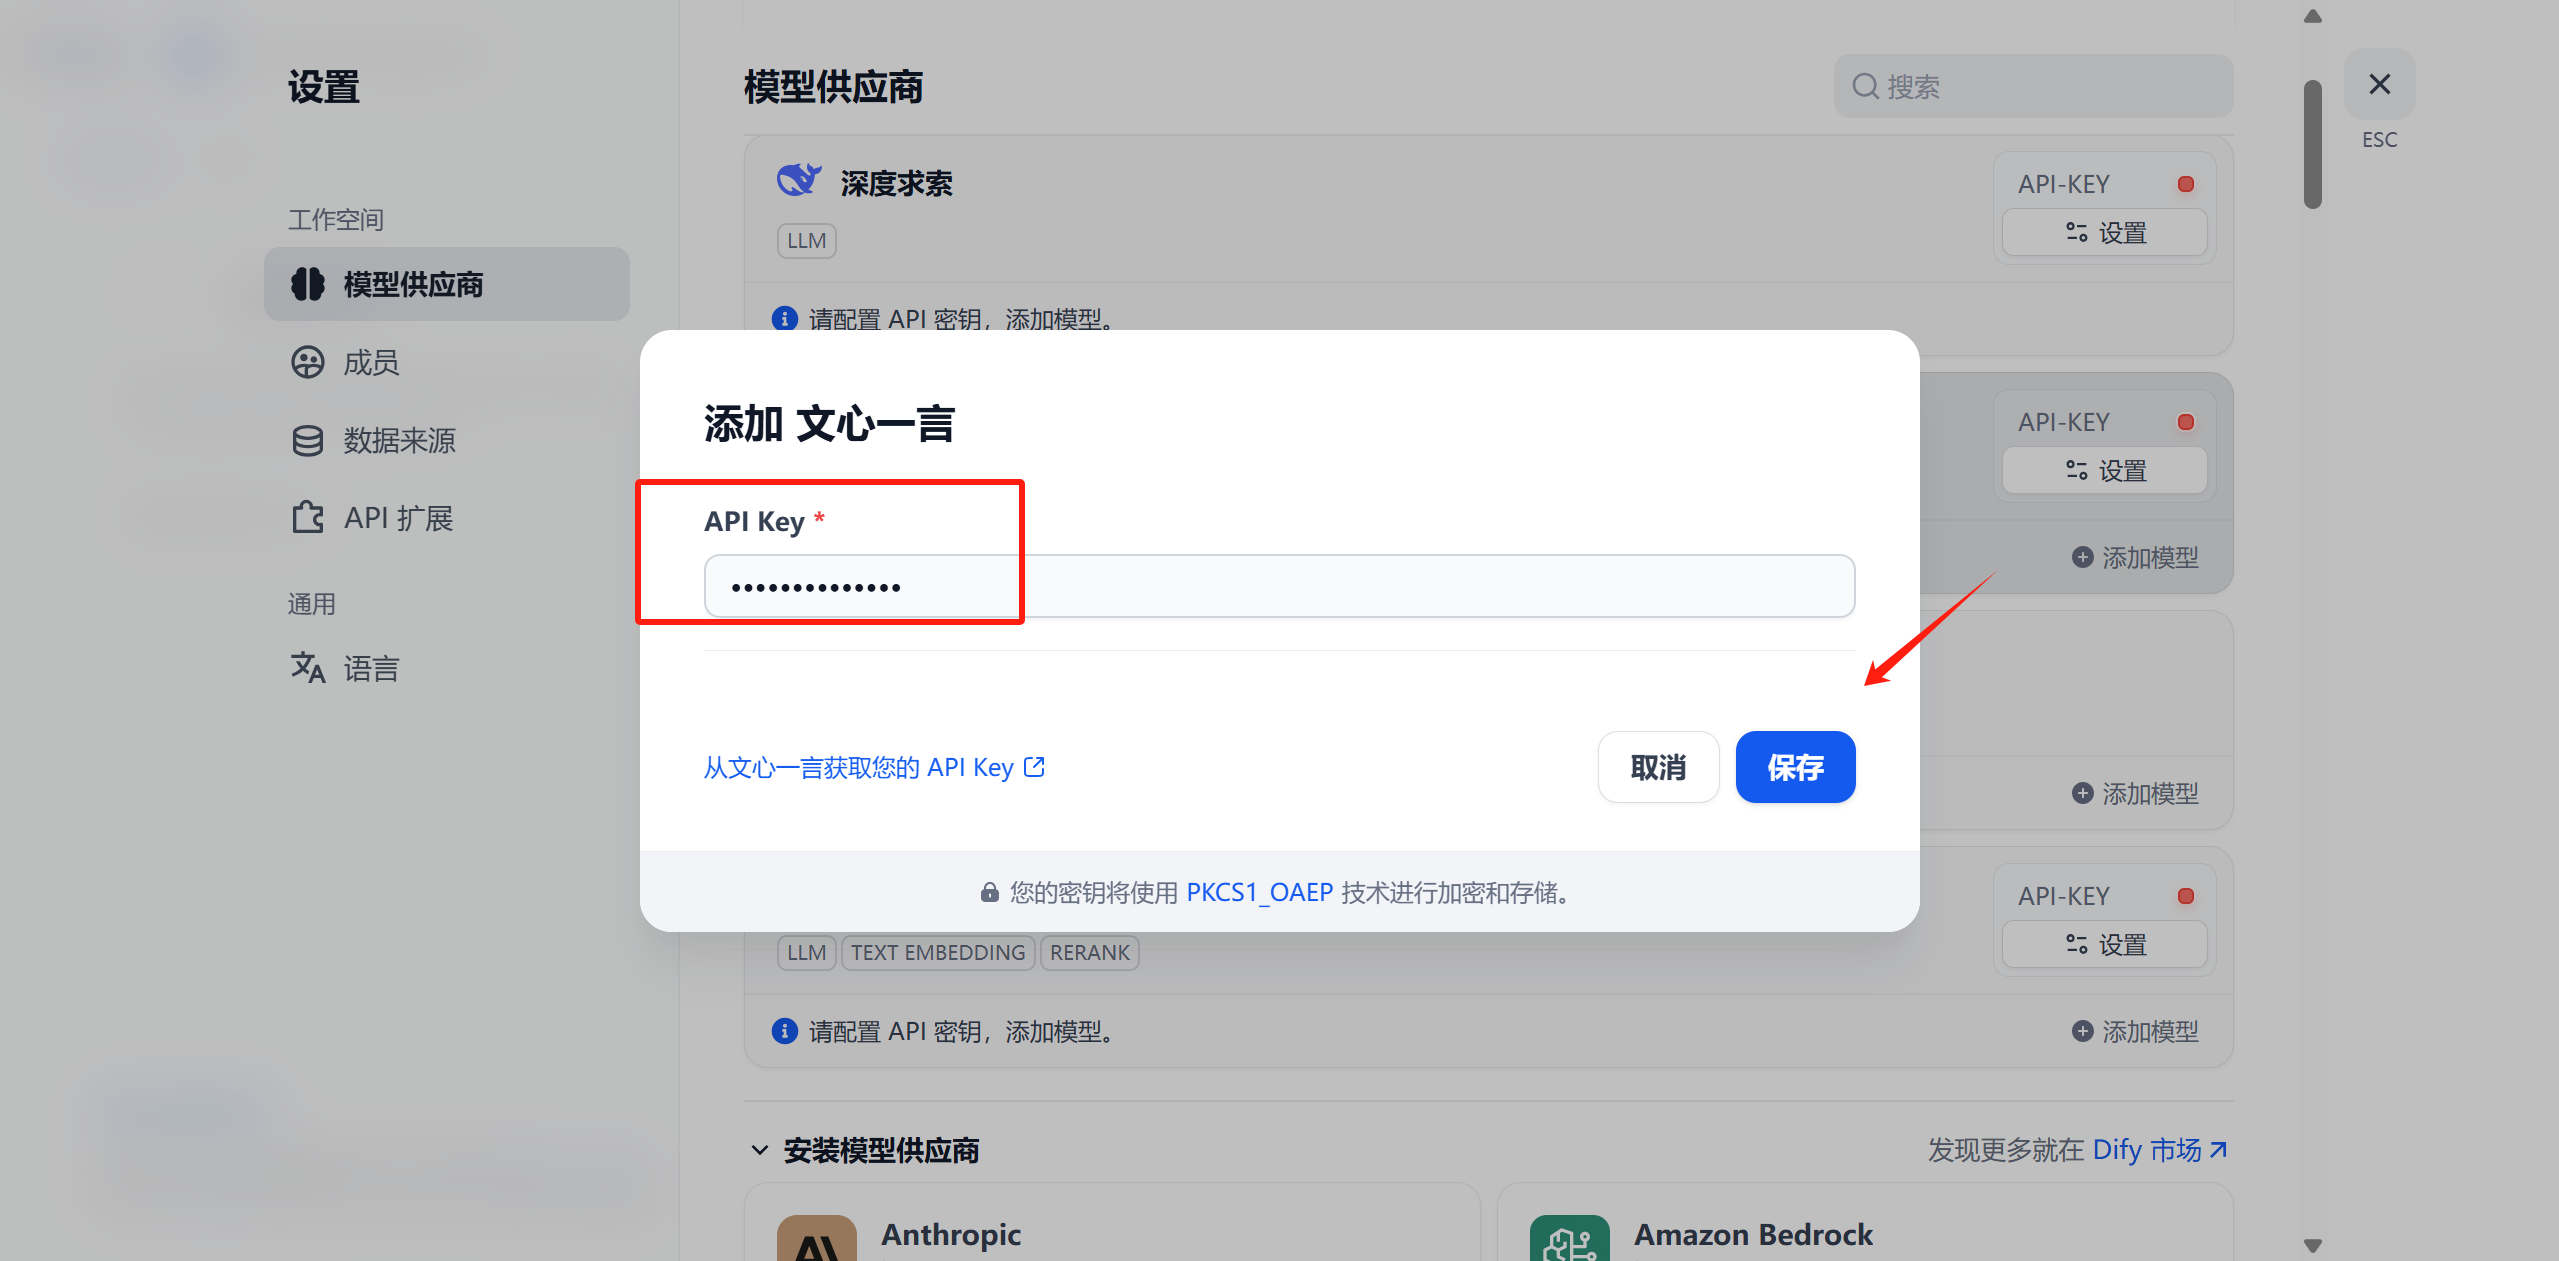 设置
工作空间
模型供应商
成员
数据来源
API 扩展
通用
语言
模型供应商
搜索
ESC
深度求索
API-KEY
设置
LLM
请配置 API 密钥，添加模型。
API-KEY
设置
添加模型
添加 文心一言
API Key *
••••••••••••••
从文心一言获取您的 API Key
取消
保存
您的密钥将使用 PKCS1_OAEP 技术进行加密和存储。
添加模型
API-KEY
设置
LLM TEXT EMBEDDING RERANK
请配置 API 密钥，添加模型。
添加模型
安装模型供应商
发现更多就在 Dify 市场
Anthropic
Amazon Bedrock